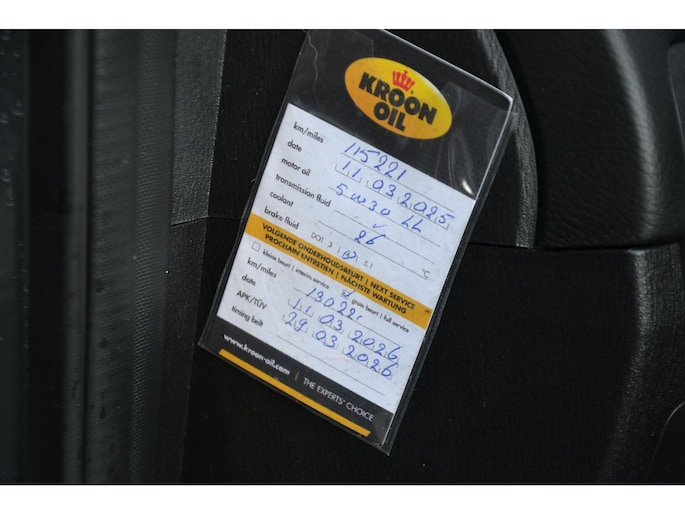 KROON
OIL
km/miles 115221
date 11 03 2025
motor oil 5w30 LL
transmission fluid ✓
coolant 26 °C
brake fluid DOT 3 | 4 | 5.1
VOLGENDE ONDERHOUDSBEURT | NEXT SERVICE
PROCHAIN ENTRETIEN | NÄCHSTE WARTUNG
kleine beurt | interim service ✓ grote beurt | full service
km/miles
date 11 03 2026
APK/TÜV 29 03 2026
timing belt
www.kroon-oil.com | THE EXPERTS' CHOICE